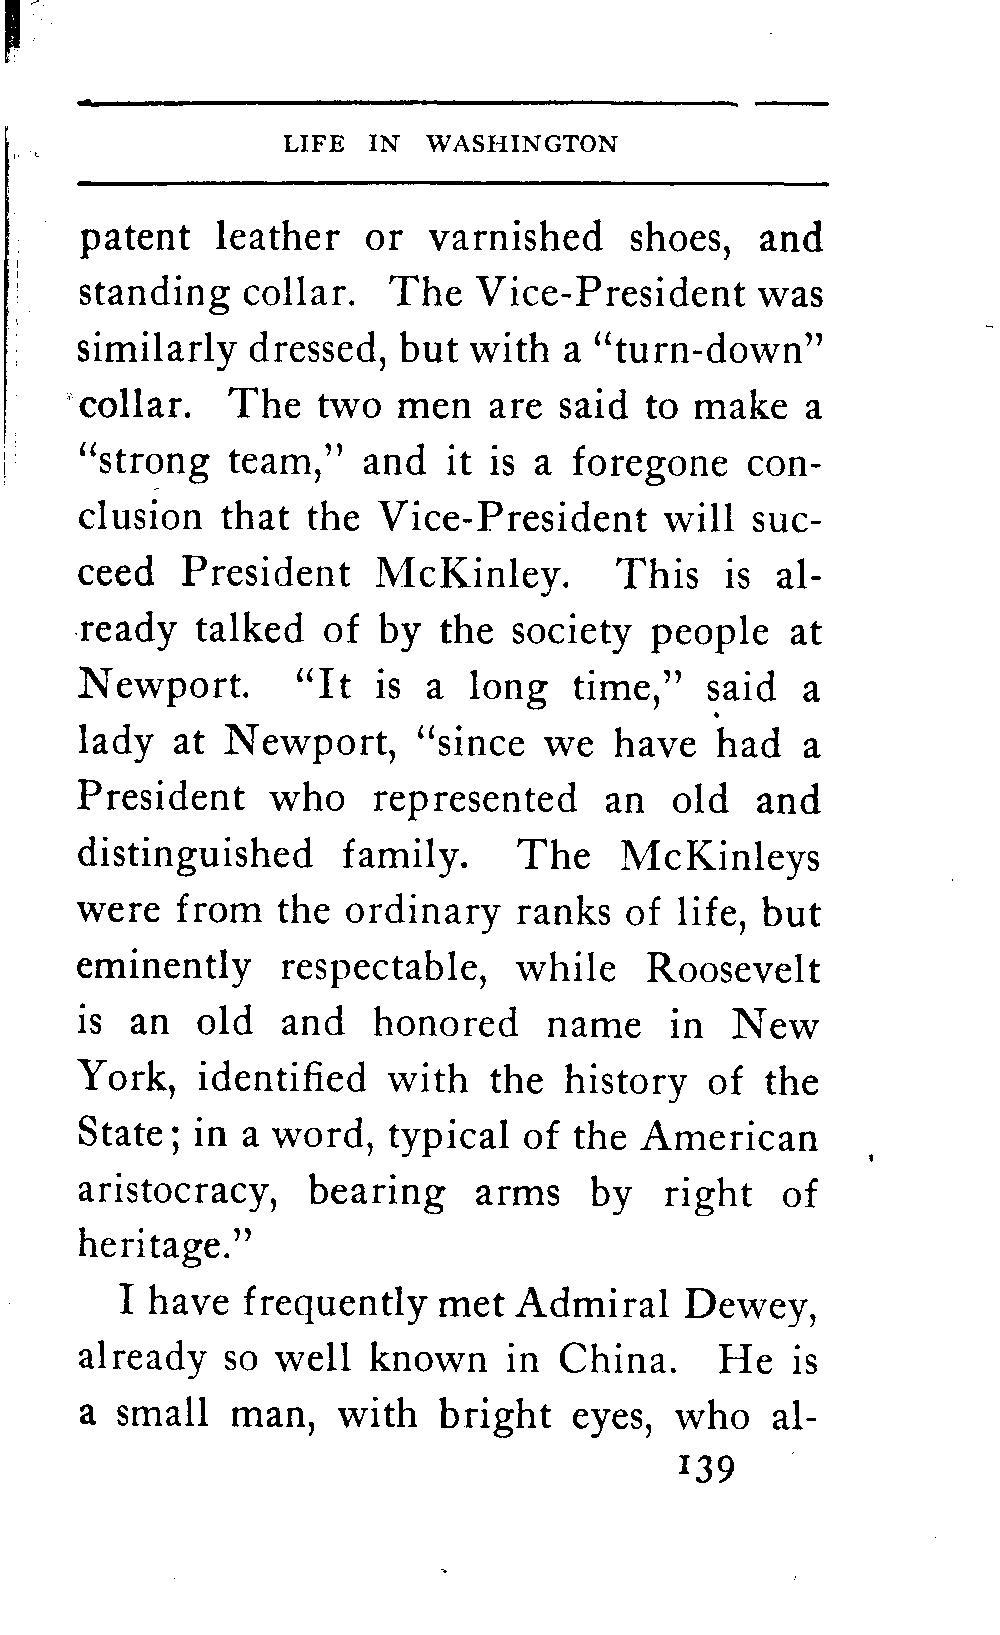 LIFE IN WASHINGTON
patent leather or varnished shoes, and
standing collar. The Vice-President was
similarly dressed, but with a “turn-down”
collar. The two men are said to make a
“strong team,” and it is a foregone con-
clusion that the Vice-President will suc-
ceed President McKinley. This is al-
ready talked of by the society people at
Newport. “It is a long time,” said a
lady at Newport, “since we have had a
President who represented an old and
distinguished family. The McKinleys
were from the ordinary ranks of life, but
eminently respectable, while Roosevelt
is an old and honored name in New
York, identified with the history of the
State; in a word, typical of the American
aristocracy, bearing arms by right of
heritage.”
I have frequently met Admiral Dewey,
already so well known in China. He is
a small man, with bright eyes, who al-
139